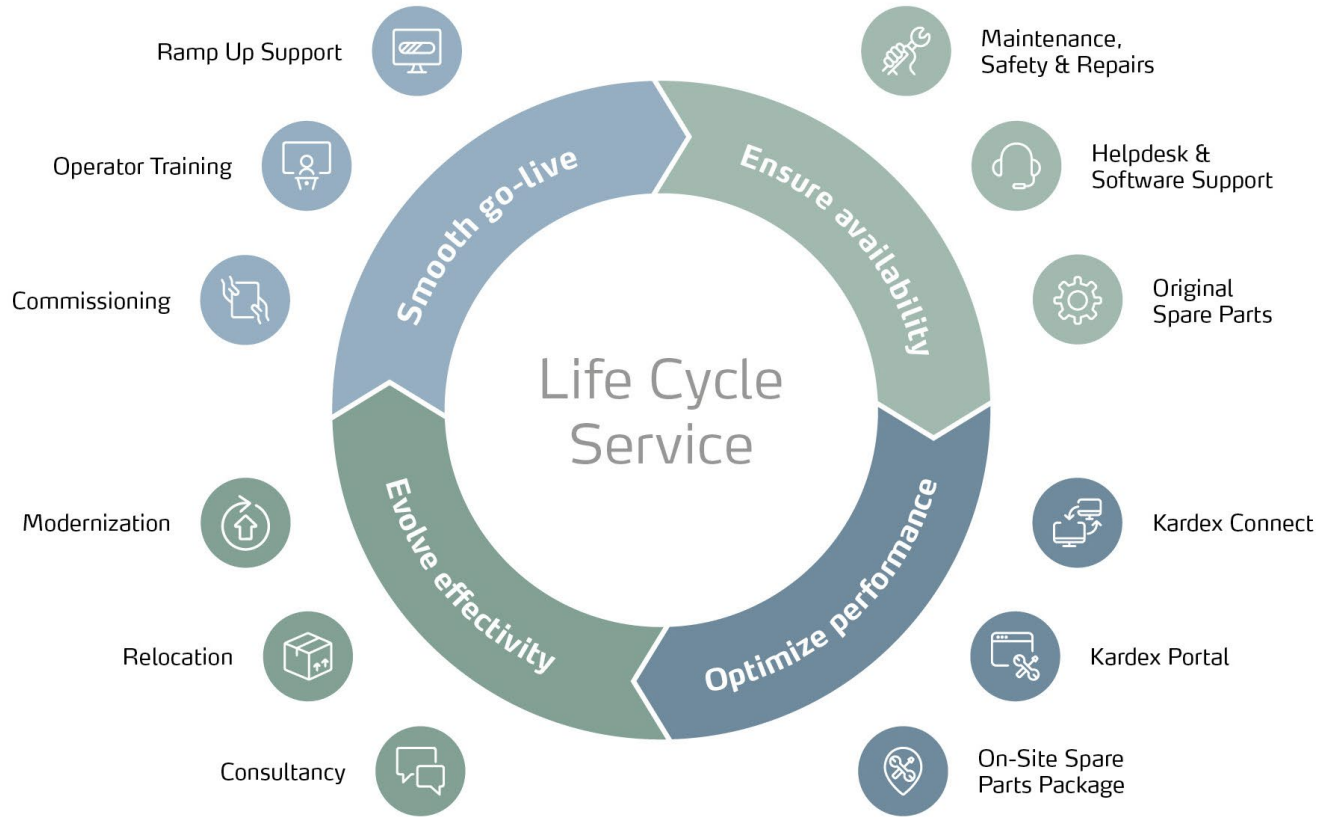 Ramp Up Support
Operator Training
Commissioning
Smooth go-live
Maintenance,
Safety & Repairs
Helpdesk &
Software Support
Original
Spare Parts
Ensure availability
Life Cycle
Service
Modernization
Relocation
Consultancy
Evolve effectivity
Optimize performance
Kardex Connect
Kardex Portal
On-Site Spare
Parts Package